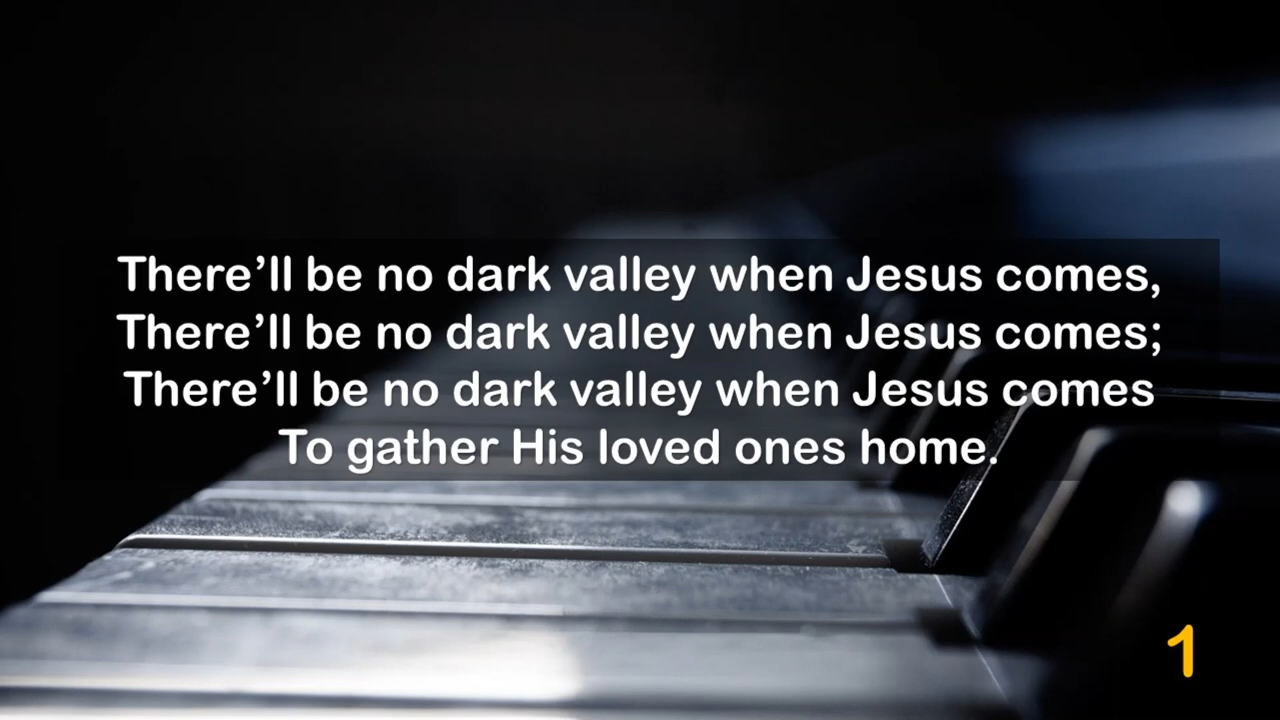 There’ll be no dark valley when Jesus comes,
There’ll be no dark valley when Jesus comes;
There’ll be no dark valley when Jesus comes
To gather His loved ones home.
1